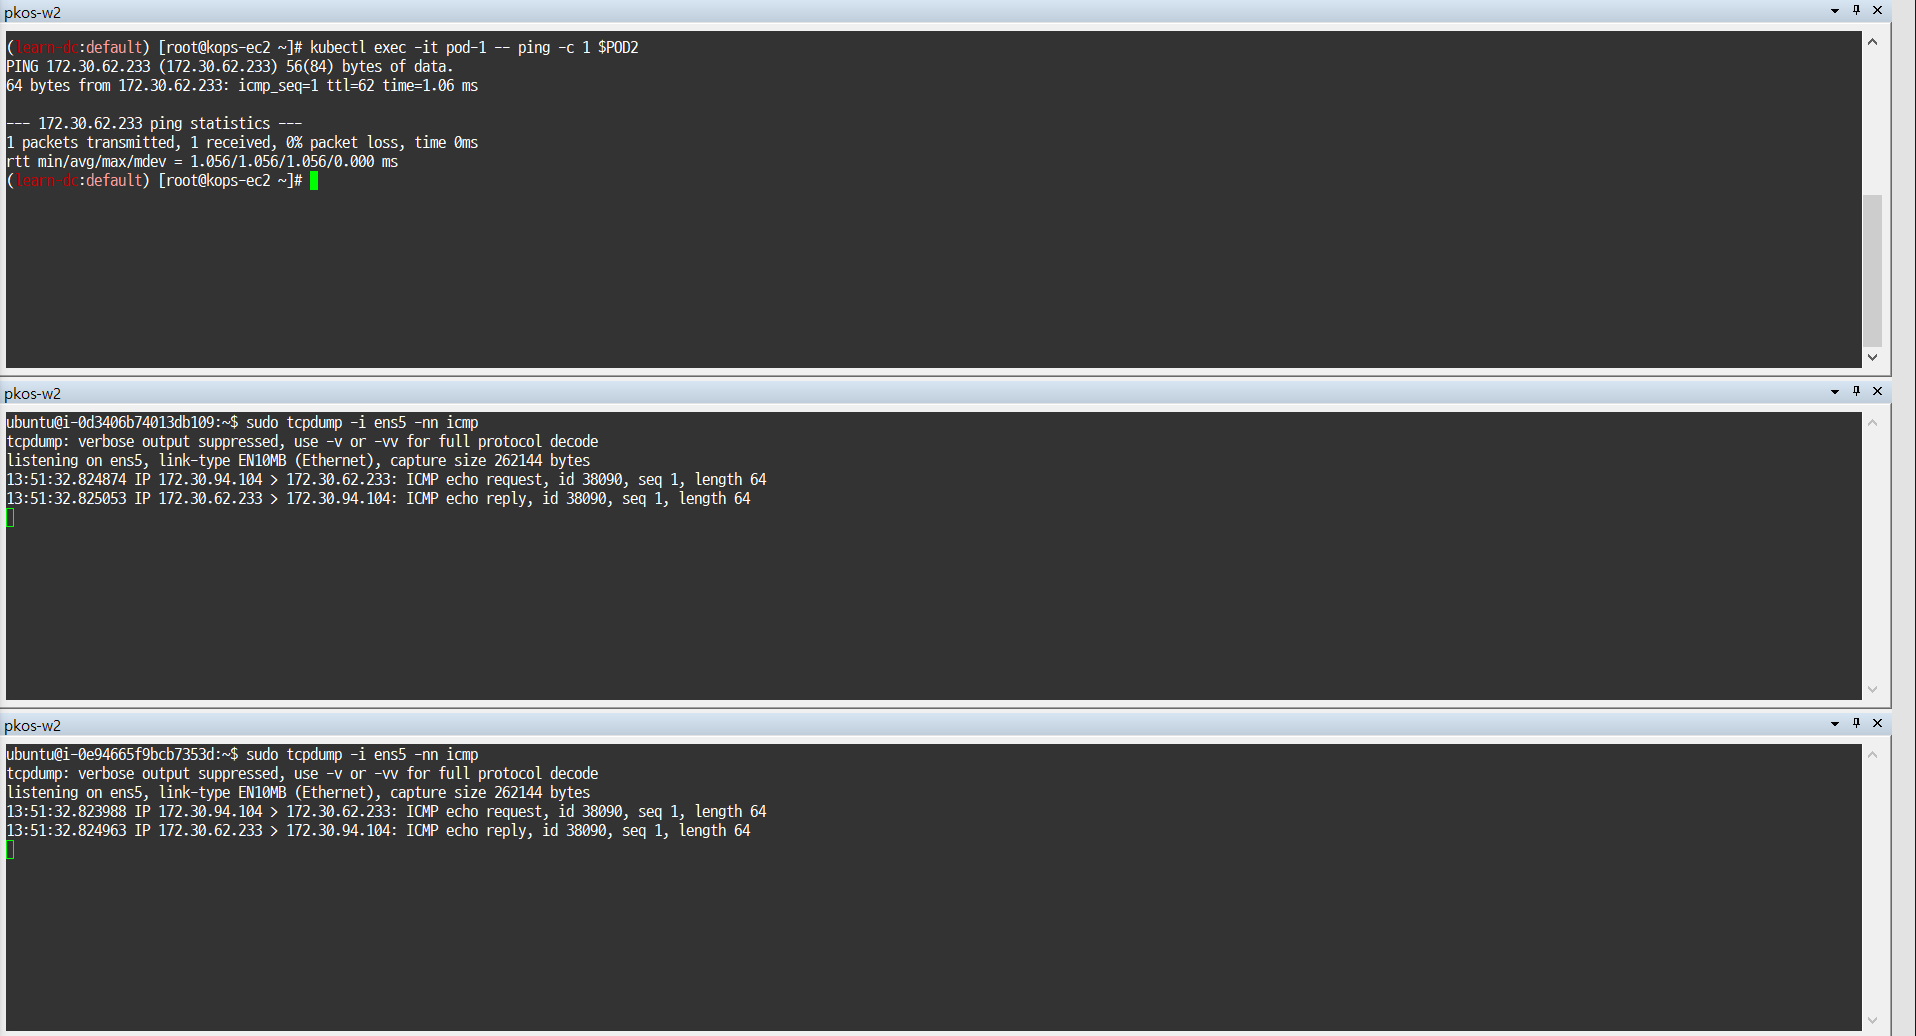 pkos-w2
(learn-dc:default) [root@kops-ec2 ~]# kubectl exec -it pod-1 -- ping -c 1 $POD2
PING 172.30.62.233 (172.30.62.233) 56(84) bytes of data.
64 bytes from 172.30.62.233: icmp_seq=1 ttl=62 time=1.06 ms
--- 172.30.62.233 ping statistics ---
1 packets transmitted, 1 received, 0% packet loss, time 0ms
rtt min/avg/max/mdev = 1.056/1.056/1.056/0.000 ms
(learn-dc:default) [root@kops-ec2 ~]#
pkos-w2
ubuntu@i-0d3406b74013db109:~$ sudo tcpdump -i ens5 -nn icmp
tcpdump: verbose output suppressed, use -v or -vv for full protocol decode
listening on ens5, link-type EN10MB (Ethernet), capture size 262144 bytes
13:51:32.824874 IP 172.30.94.104 > 172.30.62.233: ICMP echo request, id 38090, seq 1, length 64
13:51:32.825053 IP 172.30.62.233 > 172.30.94.104: ICMP echo reply, id 38090, seq 1, length 64
pkos-w2
ubuntu@i-0e94665f9bcb7353d:~$ sudo tcpdump -i ens5 -nn icmp
tcpdump: verbose output suppressed, use -v or -vv for full protocol decode
listening on ens5, link-type EN10MB (Ethernet), capture size 262144 bytes
13:51:32.823988 IP 172.30.94.104 > 172.30.62.233: ICMP echo request, id 38090, seq 1, length 64
13:51:32.824963 IP 172.30.62.233 > 172.30.94.104: ICMP echo reply, id 38090, seq 1, length 64